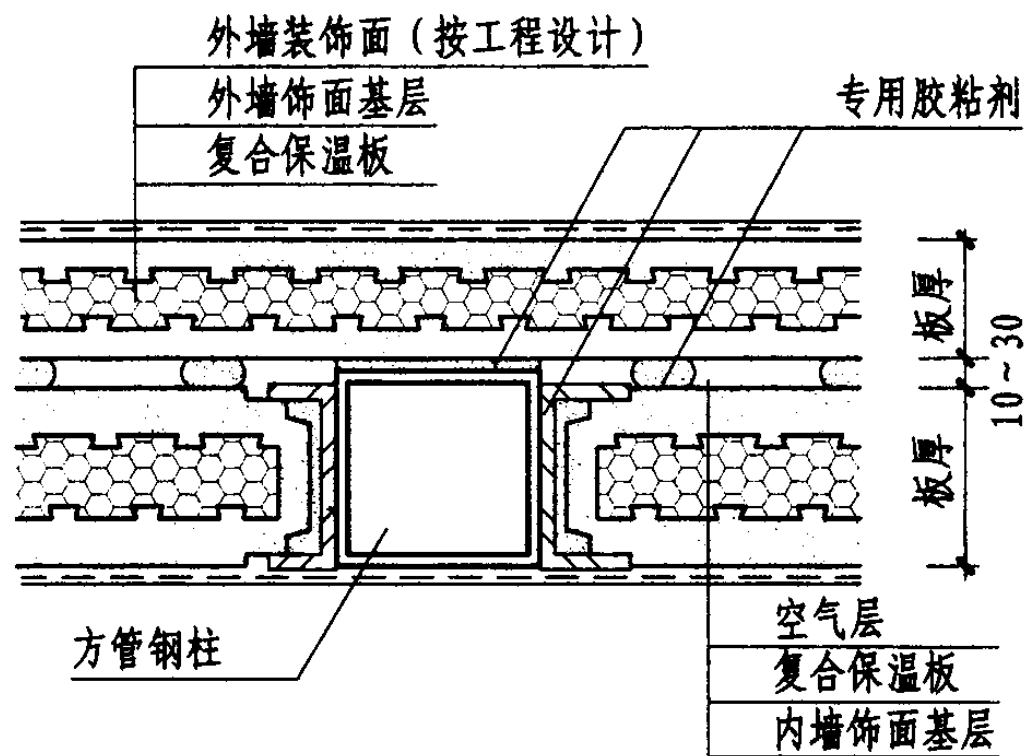 外墙装饰面（按工程设计）
外墙饰面基层
复合保温板
专用胶粘剂
板厚
10～30
板厚
方管钢柱
空气层
复合保温板
内墙饰面基层